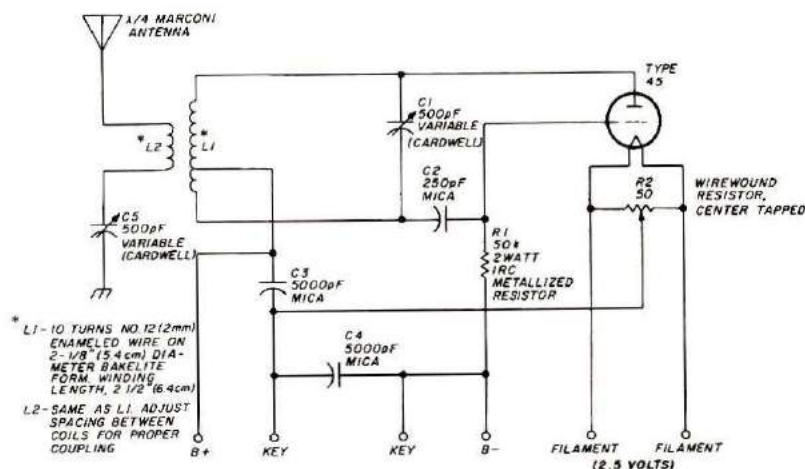 λ/4 MARCONI
ANTENNA
* L2
* L1
C1
500pF
VARIABLE
(CARDWELL)
C2
250pF
MICA
TYPE
45
R2
50
WIREWOUND
RESISTOR,
CENTER TAPPED
C5
500pF
VARIABLE
(CARDWELL)
R1
50k
2WATT
IRC
METALLIZED
RESISTOR
C3
5000pF
MICA
C4
5000pF
MICA
* L1-10 TURNS NO.12(2mm)
ENAMELED WIRE ON
2-1/8" (5.4cm) DIA-
METER BAKELITE
FORM. WINDING
LENGTH, 2 1/2" (6.4cm)
L2-SAME AS L1. ADJUST
SPACING BETWEEN
COILS FOR PROPER
COUPLING
B+
KEY
KEY
B-
FILAMENT
FILAMENT
(2.5 VOLTS)